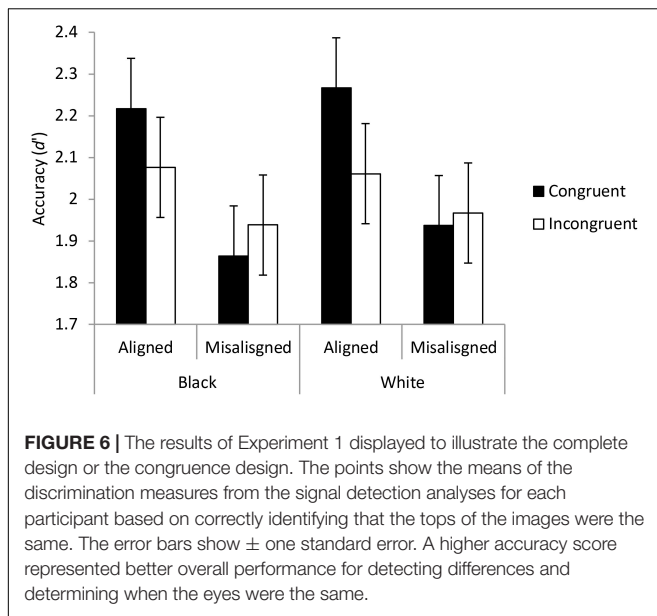 2.4
2.3
2.2
2.1
2
1.9
1.8
1.7
Accuracy (d')
Congruent
Incongruent
Aligned Misalisgned Aligned Misalisgned
Black White
FIGURE 6 | The results of Experiment 1 displayed to illustrate the complete
design or the congruence design. The points show the means of the
discrimination measures from the signal detection analyses for each
participant based on correctly identifying that the tops of the images were the
same. The error bars show ± one standard error. A higher accuracy score
represented better overall performance for detecting differences and
determining when the eyes were the same.